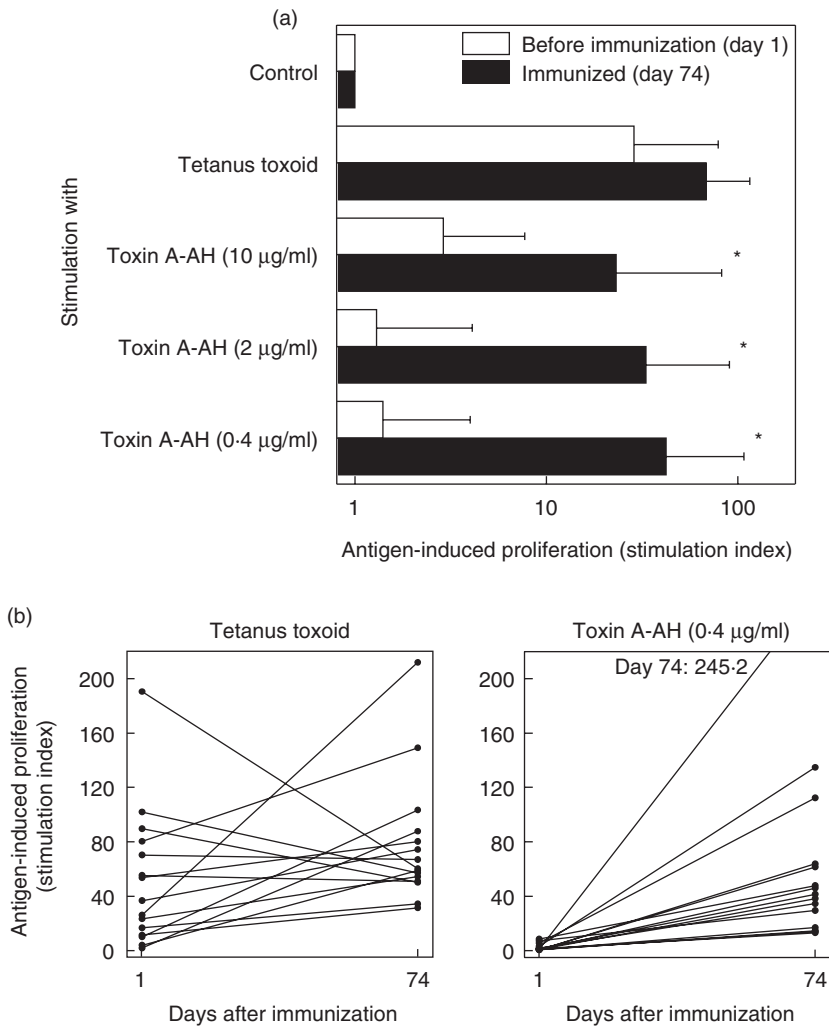 (a)
Before immunization (day 1)
Immunized (day 74)
Control
Tetanus toxoid
Toxin A-AH (10 μg/ml)
*
Toxin A-AH (2 μg/ml)
*
Toxin A-AH (0·4 μg/ml)
*
Stimulation with
1 10 100
Antigen-induced proliferation (stimulation index)
(b)
Tetanus toxoid
Antigen-induced proliferation
(stimulation index)
200
160
120
80
40
0
1 74
Days after immunization
Toxin A-AH (0·4 μg/ml)
Day 74: 245·2
200
160
120
80
40
0
1 74
Days after immunization